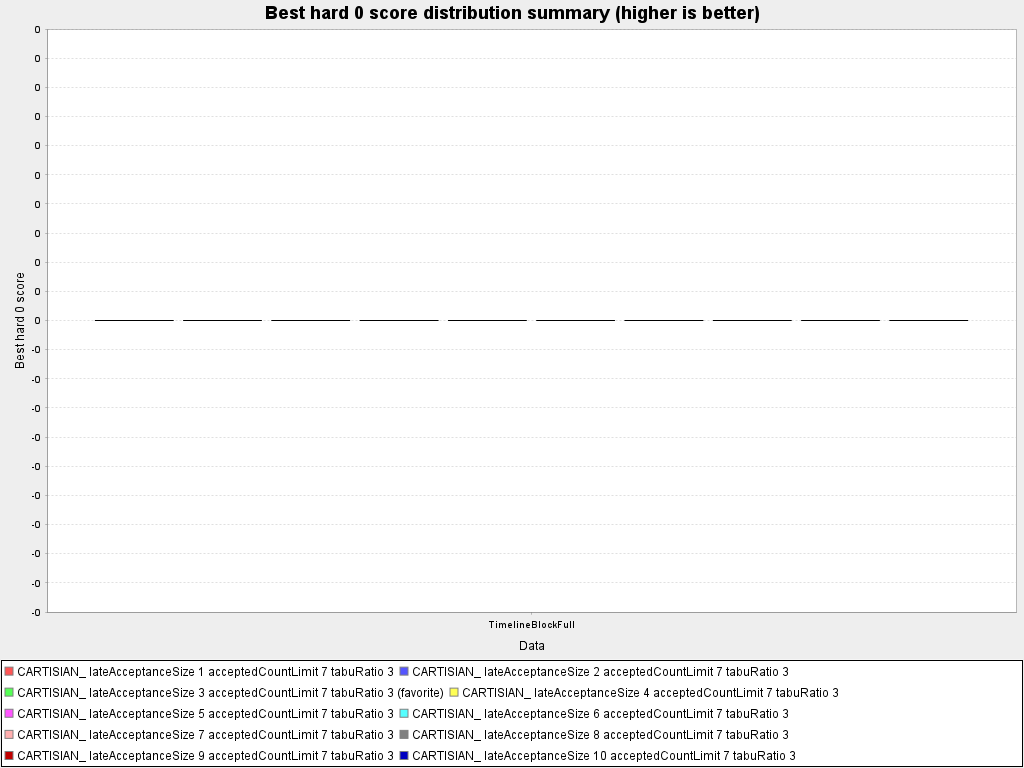 Best hard 0 score distribution summary (higher is better)
0
0
0
0
0
0
0
0
0
0
0
-0
-0
-0
-0
-0
-0
-0
-0
-0
-0
Best hard 0 score
TimelineBlockFull
Data
CARTISIAN_ lateAcceptanceSize 1 acceptedCountLimit 7 tabuRatio 3 CARTISIAN_ lateAcceptanceSize 2 acceptedCountLimit 7 tabuRatio 3
CARTISIAN_ lateAcceptanceSize 3 acceptedCountLimit 7 tabuRatio 3 (favorite) CARTISIAN_ lateAcceptanceSize 4 acceptedCountLimit 7 tabuRatio 3
CARTISIAN_ lateAcceptanceSize 5 acceptedCountLimit 7 tabuRatio 3 CARTISIAN_ lateAcceptanceSize 6 acceptedCountLimit 7 tabuRatio 3
CARTISIAN_ lateAcceptanceSize 7 acceptedCountLimit 7 tabuRatio 3 CARTISIAN_ lateAcceptanceSize 8 acceptedCountLimit 7 tabuRatio 3
CARTISIAN_ lateAcceptanceSize 9 acceptedCountLimit 7 tabuRatio 3 CARTISIAN_ lateAcceptanceSize 10 acceptedCountLimit 7 tabuRatio 3